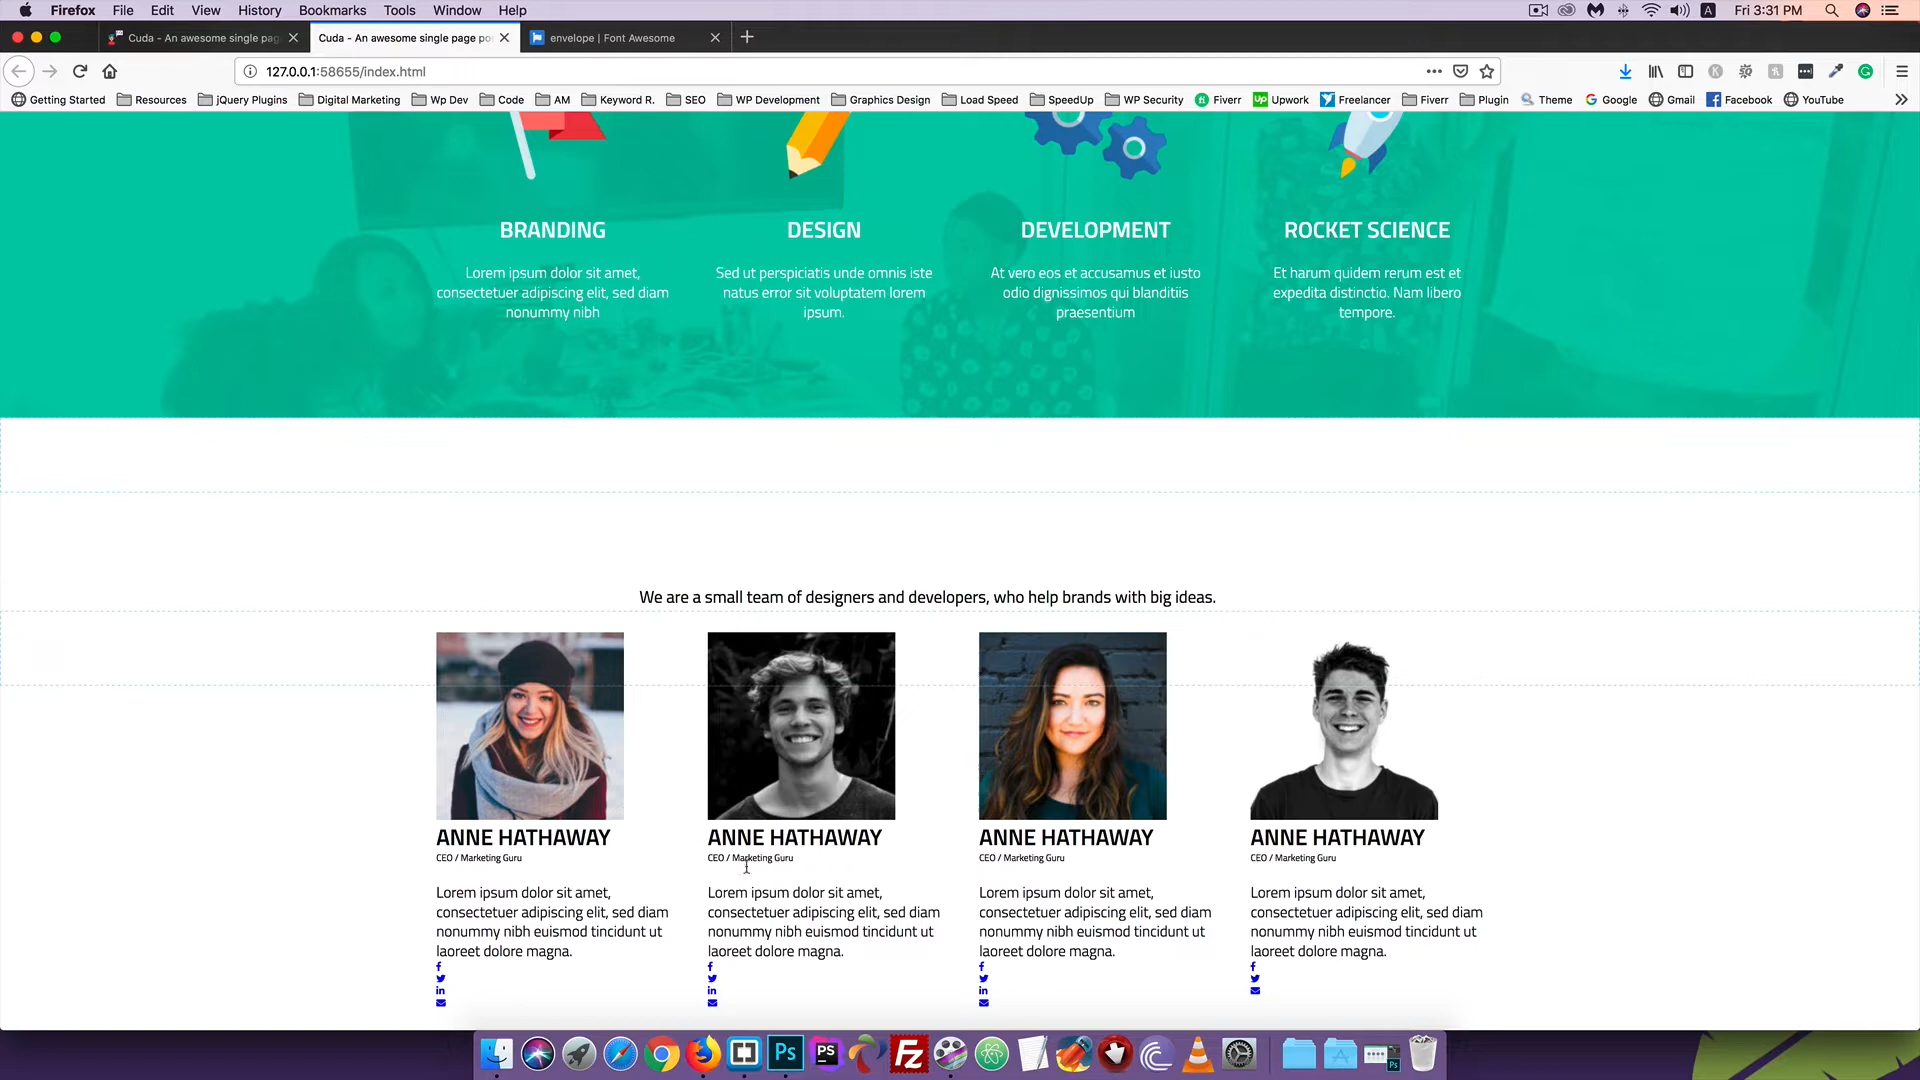 Firefox File Edit View History Bookmarks Tools Window Help
A Fri 3:31 PM
Cuda - An awesome single pag
Cuda - An awesome single page po
envelope | Font Awesome
127.0.0.1:58655/index.html
Getting Started Resources jQuery Plugins Digital Marketing Wp Dev Code AM Keyword R. SEO WP Development Graphics Design Load Speed SpeedUp WP Security Fiverr Upwork Freelancer Fiverr Plugin Theme Google Gmail Facebook YouTube
BRANDING DESIGN DEVELOPMENT ROCKET SCIENCE
Lorem ipsum dolor sit amet,
consectetuer adipiscing elit, sed diam
nonummy nibh
Sed ut perspiciatis unde omnis iste
natus error sit voluptatem lorem
ipsum.
At vero eos et accusamus et iusto
odio dignissimos qui blanditiis
praesentium
Et harum quidem rerum est et
expedita distinctio. Nam libero
tempore.
We are a small team of designers and developers, who help brands with big ideas.
ANNE HATHAWAY
CEO / Marketing Guru
Lorem ipsum dolor sit amet,
consectetuer adipiscing elit, sed diam
nonummy nibh euismod tincidunt ut
laoreet dolore magna.
ANNE HATHAWAY
CEO / Marketing Guru
Lorem ipsum dolor sit amet,
consectetuer adipiscing elit, sed diam
nonummy nibh euismod tincidunt ut
laoreet dolore magna.
ANNE HATHAWAY
CEO / Marketing Guru
Lorem ipsum dolor sit amet,
consectetuer adipiscing elit, sed diam
nonummy nibh euismod tincidunt ut
laoreet dolore magna.
ANNE HATHAWAY
CEO / Marketing Guru
Lorem ipsum dolor sit amet,
consectetuer adipiscing elit, sed diam
nonummy nibh euismod tincidunt ut
laoreet dolore magna.
Ps PS FZ